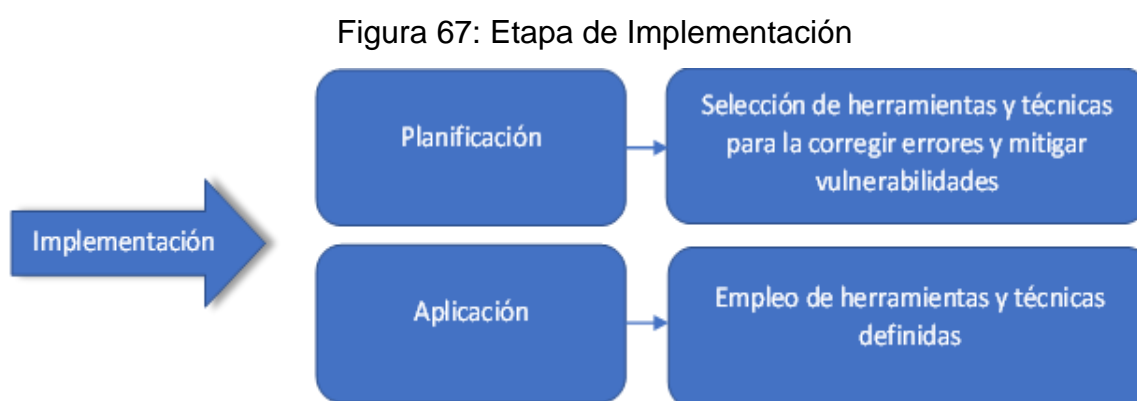 Figura 67: Etapa de Implementación
Implementación
Planificación
Selección de herramientas y técnicas
para la corregir errores y mitigar
vulnerabilidades
Aplicación
Empleo de herramientas y técnicas
definidas